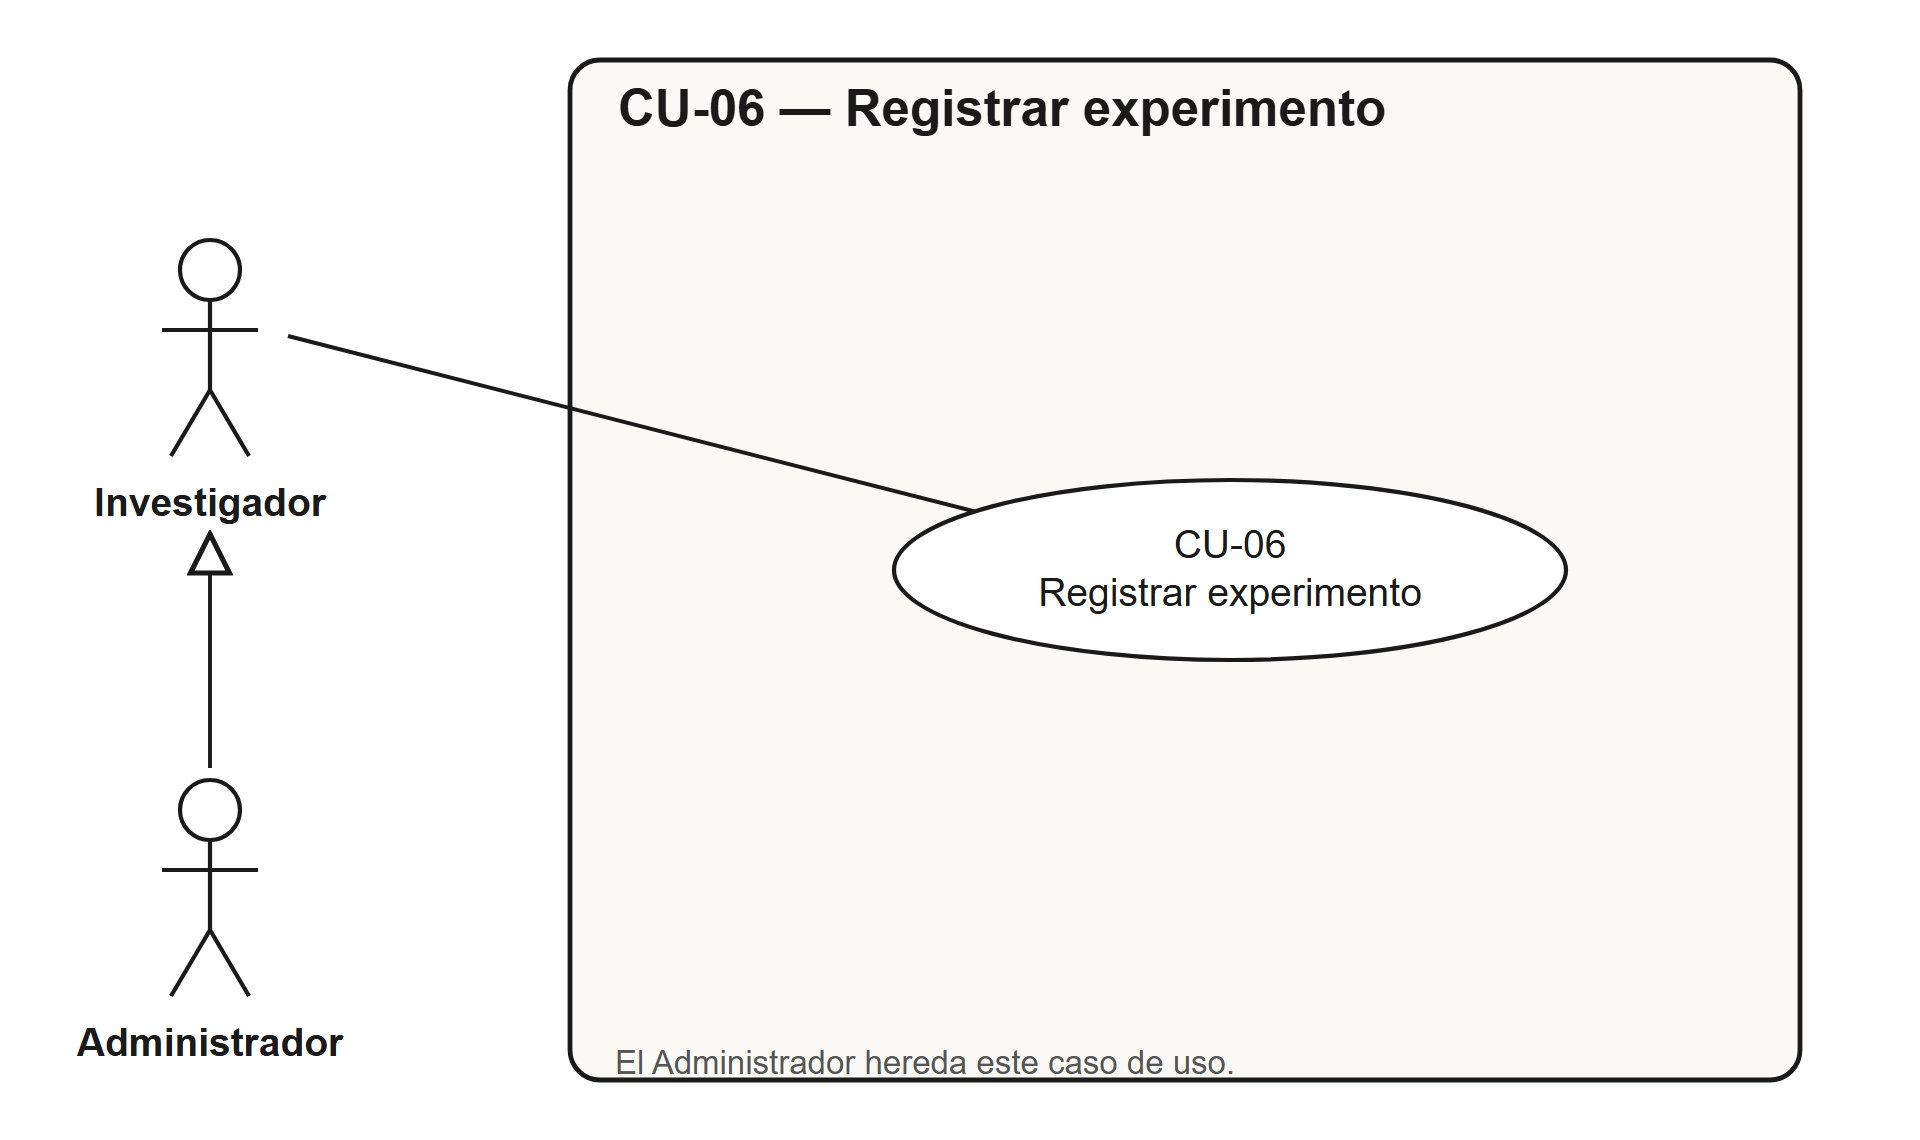 CU-06 — Registrar experimento
Investigador
CU-06
Registrar experimento
Administrador
El Administrador hereda este caso de uso.